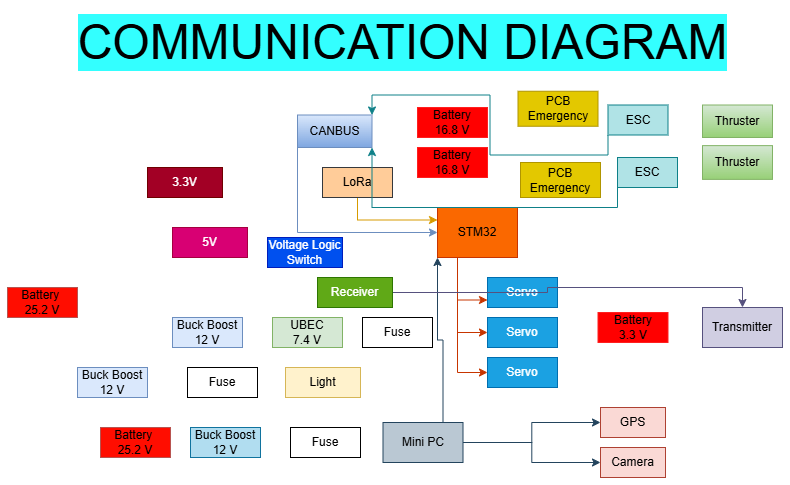 COMMUNICATION DIAGRAM
PCB
Emergency
Battery
16.8 V
ESC
Thruster
CANBUS
Battery
16.8 V
Thruster
3.3V
LoRa
PCB
Emergency
ESC
5V
Voltage Logic
Switch
STM32
Receiver
Servo
Battery
25.2 V
Buck Boost
12 V
UBEC
7.4 V
Fuse
Servo
Battery
3.3 V
Transmitter
Buck Boost
12 V
Fuse
Light
Servo
GPS
Battery
25.2 V
Buck Boost
12 V
Fuse
Mini PC
Camera